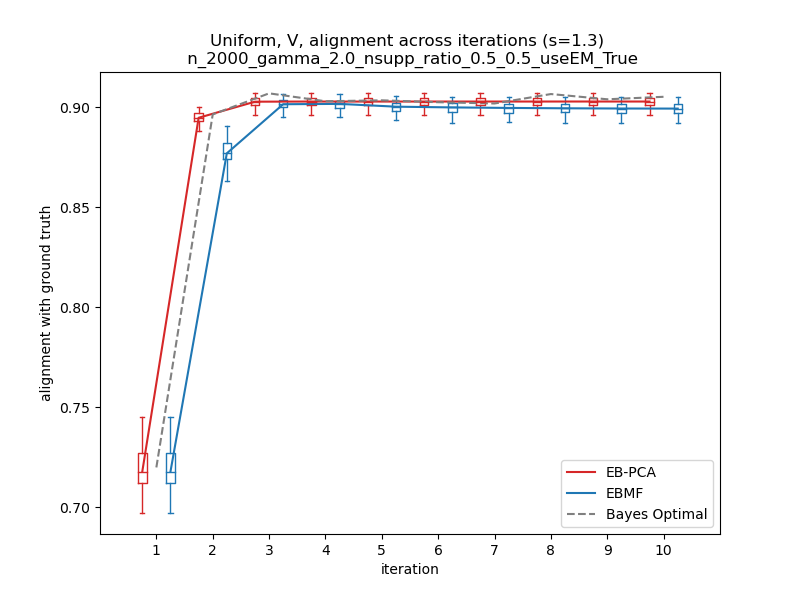 Uniform, V, alignment across iterations (s=1.3)
n_2000_gamma_2.0_nsupp_ratio_0.5_0.5_useEM_True
alignment with ground truth
0.90
0.85
0.80
0.75
0.70
EB-PCA
EBMF
Bayes Optimal
1 2 3 4 5 6 7 8 9 10
iteration